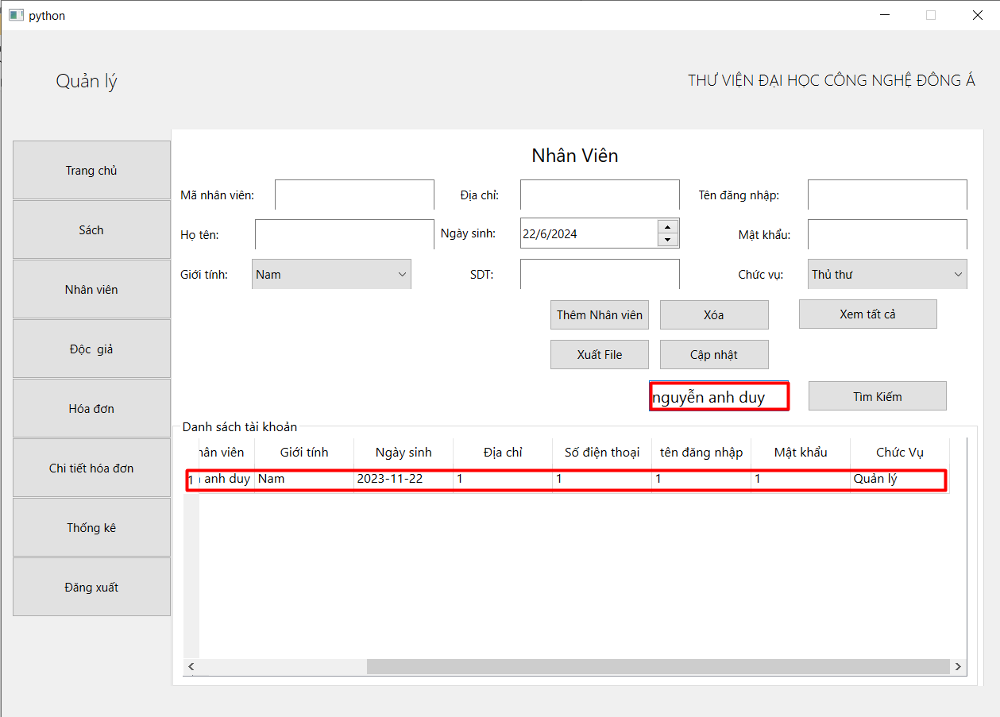 python
Quản lý
THƯ VIỆN ĐẠI HỌC CÔNG NGHỆ ĐÔNG Á
Trang chủ
Sách
Nhân viên
Độc giả
Hóa đơn
Chi tiết hóa đơn
Thống kê
Đăng xuất
Nhân Viên
Mã nhân viên:
Địa chỉ:
Tên đăng nhập:
Họ tên:
Ngày sinh: 22/6/2024
Mật khẩu:
Giới tính: Nam
SDT:
Chức vụ: Thủ thư
Thêm Nhân viên Xóa Xem tất cả
Xuất File Cập nhật
nguyễn anh duy Tìm Kiếm
Danh sách tài khoản
viên Giới tính Ngày sinh Địa chỉ Số điện thoại tên đăng nhập Mật khẩu Chức Vụ
1 anh duy Nam 2023-11-22 1 1 1 1 Quản lý